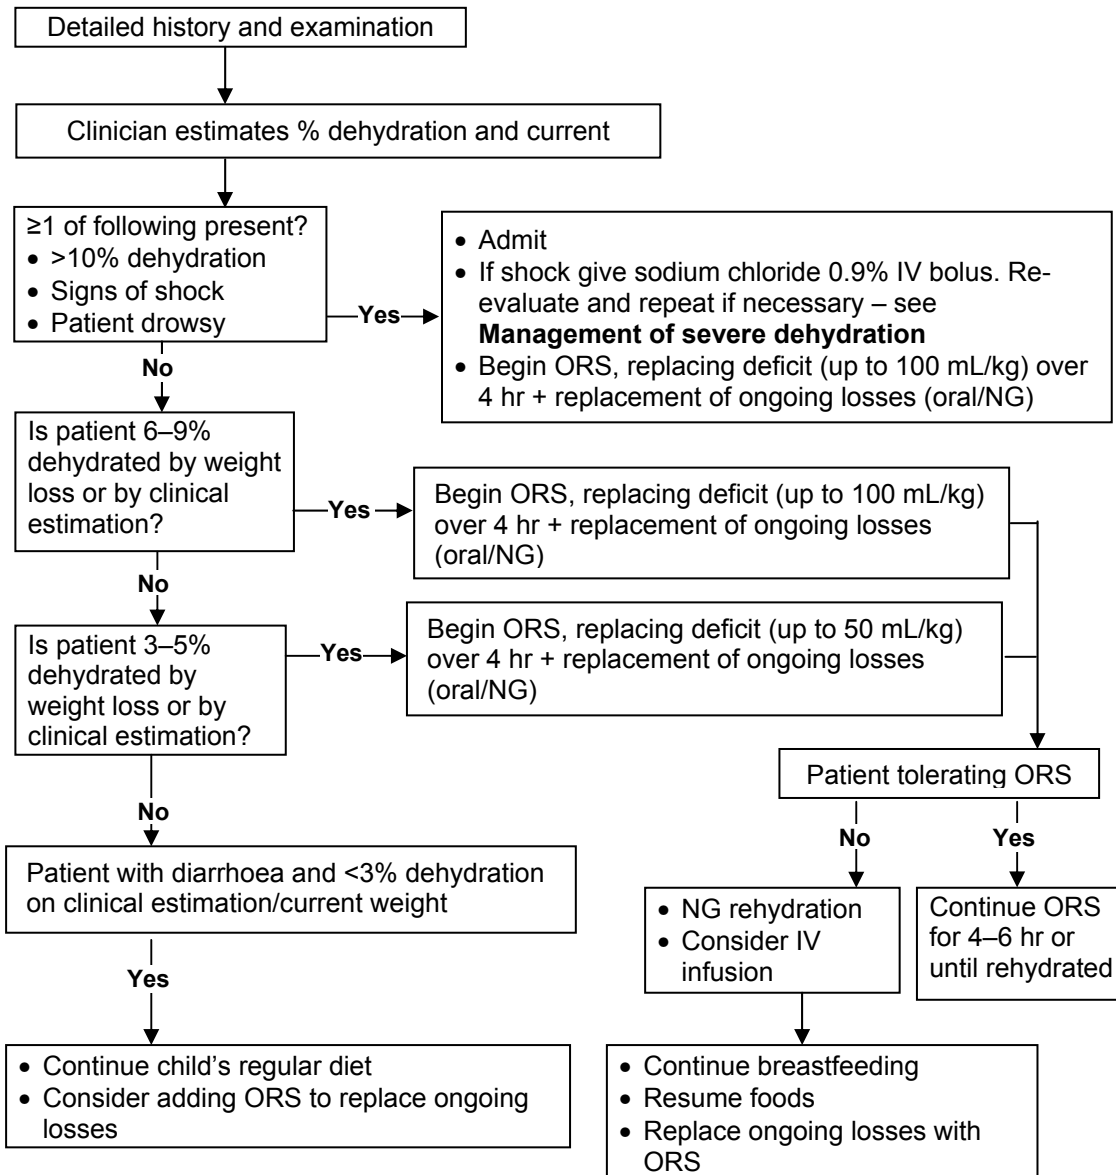 Detailed history and examination
Clinician estimates % dehydration and current
≥1 of following present?
• >10% dehydration
• Signs of shock
• Patient drowsy
Yes
• Admit
• If shock give sodium chloride 0.9% IV bolus. Re-
evaluate and repeat if necessary – see
Management of severe dehydration
• Begin ORS, replacing deficit (up to 100 mL/kg) over
4 hr + replacement of ongoing losses (oral/NG)
No
Is patient 6–9%
dehydrated by weight
loss or by clinical
estimation?
Yes
Begin ORS, replacing deficit (up to 100 mL/kg)
over 4 hr + replacement of ongoing losses
(oral/NG)
No
Is patient 3–5%
dehydrated by
weight loss or by
clinical estimation?
Yes
Begin ORS, replacing deficit (up to 50 mL/kg)
over 4 hr + replacement of ongoing losses
(oral/NG)
Patient tolerating ORS
No
Yes
• NG rehydration
• Consider IV
infusion
Continue ORS
for 4–6 hr or
until rehydrated
No
Patient with diarrhoea and <3% dehydration
on clinical estimation/current weight
Yes
• Continue child's regular diet
• Consider adding ORS to replace ongoing
losses
• Continue breastfeeding
• Resume foods
• Replace ongoing losses with
ORS